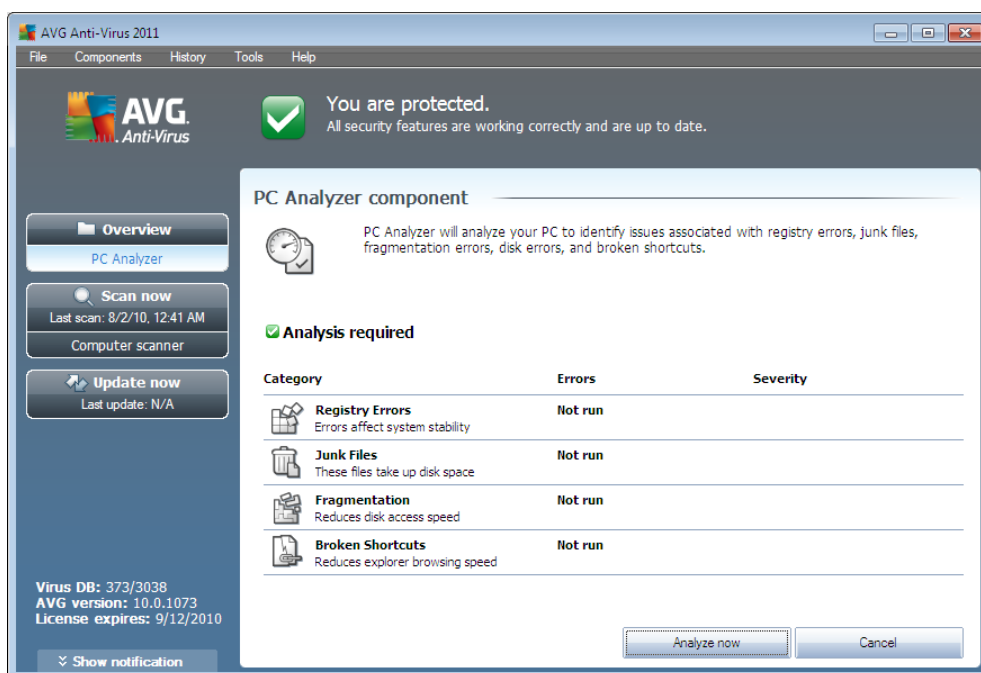 AVG Anti-Virus 2011
File Components History Tools Help
AVG.
Anti-Virus
You are protected.
All security features are working correctly and are up to date.
Overview
PC Analyzer
Scan now
Last scan: 8/2/10, 12:41 AM
Computer scanner
Update now
Last update: N/A
Virus DB: 373/3038
AVG version: 10.0.1073
License expires: 9/12/2010
Show notification
PC Analyzer component
PC Analyzer will analyze your PC to identify issues associated with registry errors, junk files,
fragmentation errors, disk errors, and broken shortcuts.
Analysis required
Category Errors Severity
Registry Errors Not run
Errors affect system stability
Junk Files Not run
These files take up disk space
Fragmentation Not run
Reduces disk access speed
Broken Shortcuts Not run
Reduces explorer browsing speed
Analyze now Cancel